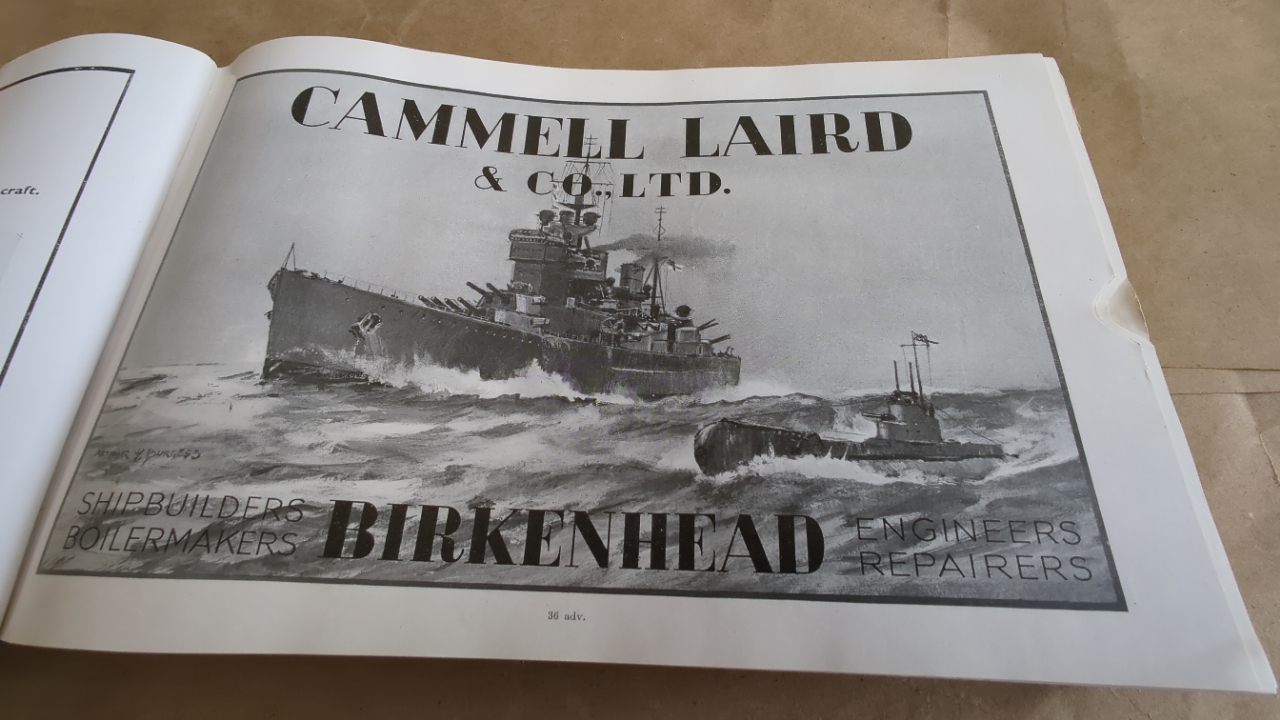 craft.
CAMMELL LAIRD
& CO., LTD.
SHIPBUILDERS
BOILERMAKERS
BIRKENHEAD
ENGINEERS
REPAIRERS
36 adv.